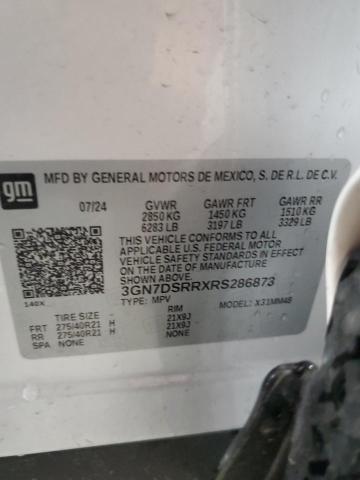 gm
MFD BY GENERAL MOTORS DE MEXICO, S. DE R.L. DE C.V.
07/24 GVWR GAWR FRT GAWR RR
2850 KG 1450 KG 1510 KG
6283 LB 3197 LB 3329 LB
THIS VEHICLE CONFORMS TO ALL
APPLICABLE U.S. FEDERAL MOTOR
VEHICLE SAFETY STANDARDS IN EFFECT
ON THE DATE OF MANUFACTURE
SHOWN ABOVE.
3GN7DSRRXRS286873
140X TYPE: MPV MODEL: X31MM48
TIRE SIZE RIM
FRT 275/40R21 H 21X9J
RR 275/40R21 H 21X9J
SPA NONE NONE